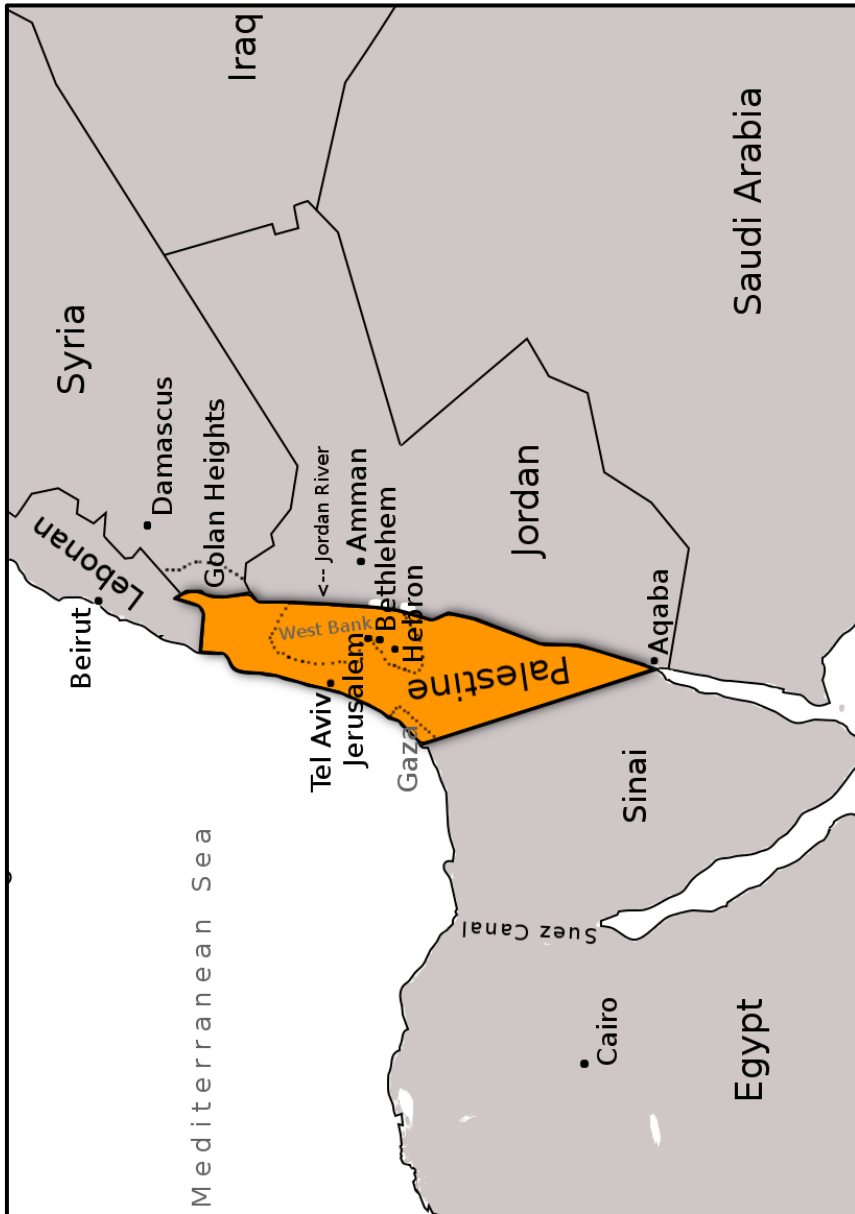 Iraq
Saudi Arabia
Syria
Damascus
Golan Heights
<-- Jordan River
Amman
Bethlehem
Jordan
Lebonan
Beirut
West Bank
Hebron
Aqaba
Tel Aviv
Jerusalem
Palestine
Gaza
Sinai
Mediterranean Sea
Suez Canal
Cairo
Egypt